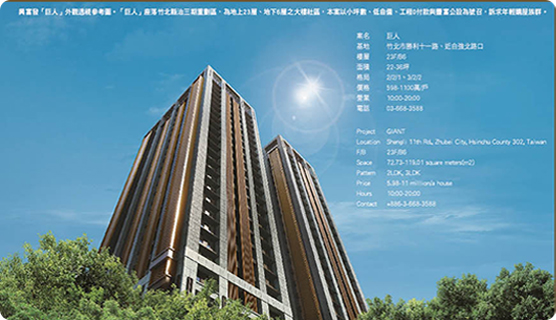 興富發「巨人」外觀透視參考圖。「巨人」座落竹北縣治三期重劃區，為地上23層、地下6層之大樓社區，本案以小坪數、低自備、工程0付款與豐富公設為號召，訴求年輕購屋族群。
案名 巨人
基地 竹北市勝利十一路、近自強北路口
樓層 23F/B6
面積 22-36坪
格局 2/2/1、3/2/2
價格 598-1100萬/戶
營業 10:00-20:00
電話 03-668-3588
Project GIANT
Location Shengli 11th Rd., Zhubei City, Hsinchu County 302, Taiwan
F/B 23F/B6
Space 72.73-119.01 square meters(m2)
Pattern 2LDK, 3LDK
Price 5.98-11 million/a house
Hours 10:00-20:00
Contact +886-3-668-3588